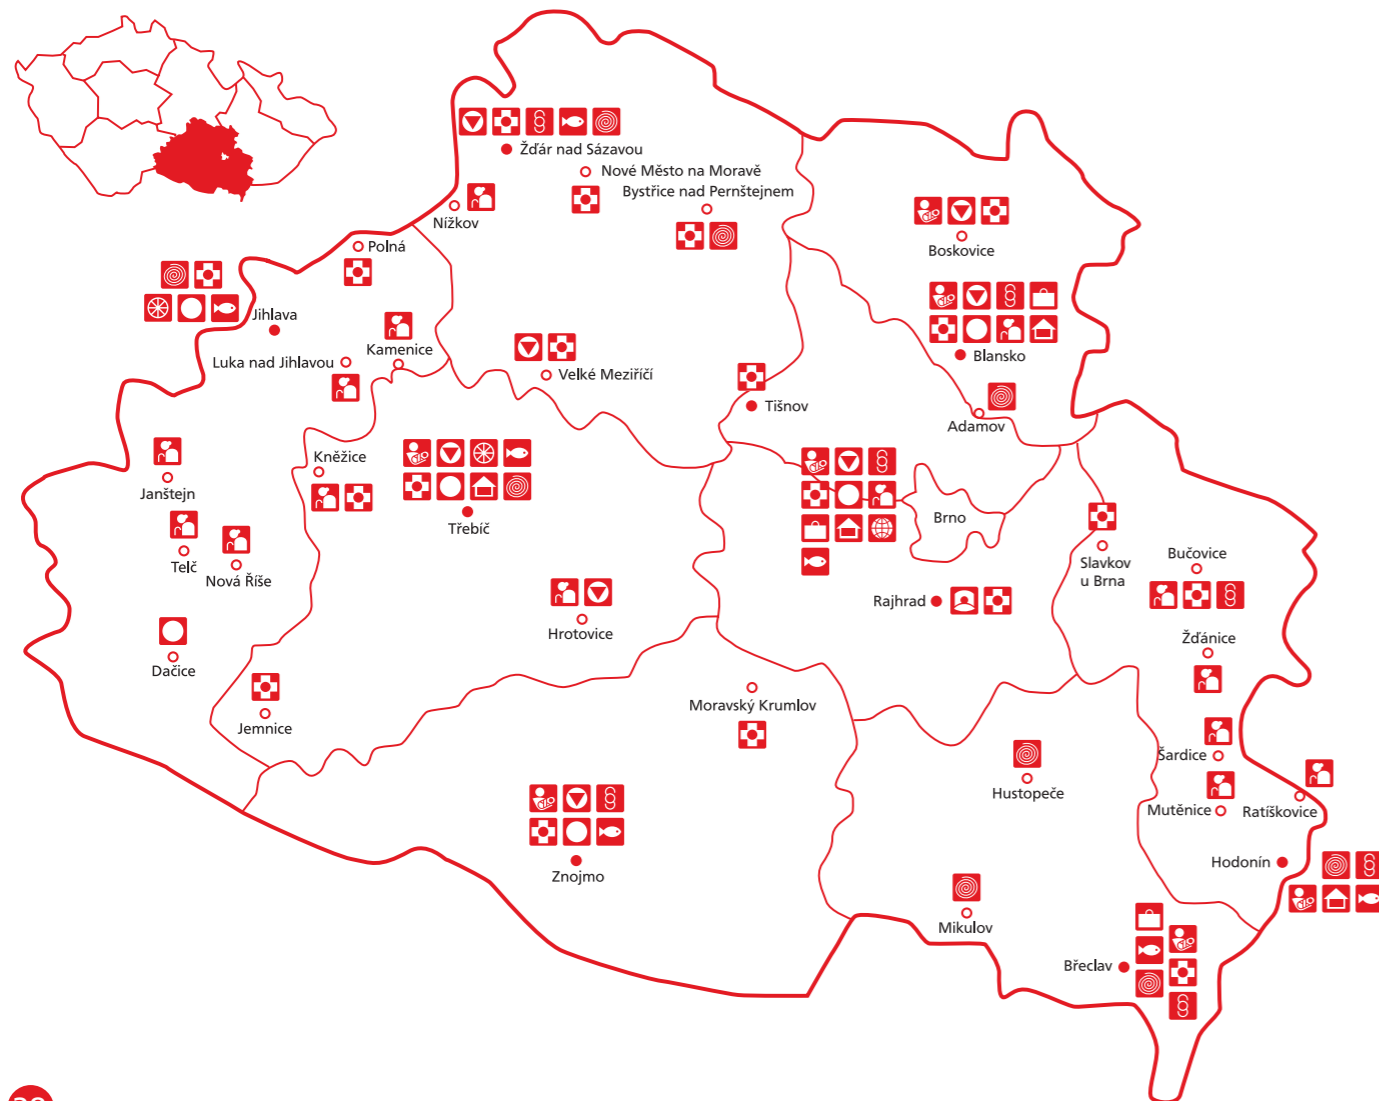 Žďár nad Sázavou
Nové Město na Moravě
Bystřice nad Pernštejnem
Nížkov
Polná
Boskovice
Jihlava
Kamenice
Luka nad Jihlavou
Velké Meziříčí
Blansko
Tišnov
Adamov
Kněžice
Janštejn
Třebíč
Brno
Telč
Nová Říše
Slavkov
u Brna
Bučovice
Rajhrad
Hrotovice
Žďánice
Dačice
Jemnice
Moravský Krumlov
Šardice
Hustopeče
Mutěnice
Ratíškovice
Znojmo
Hodonín
Mikulov
Břeclav